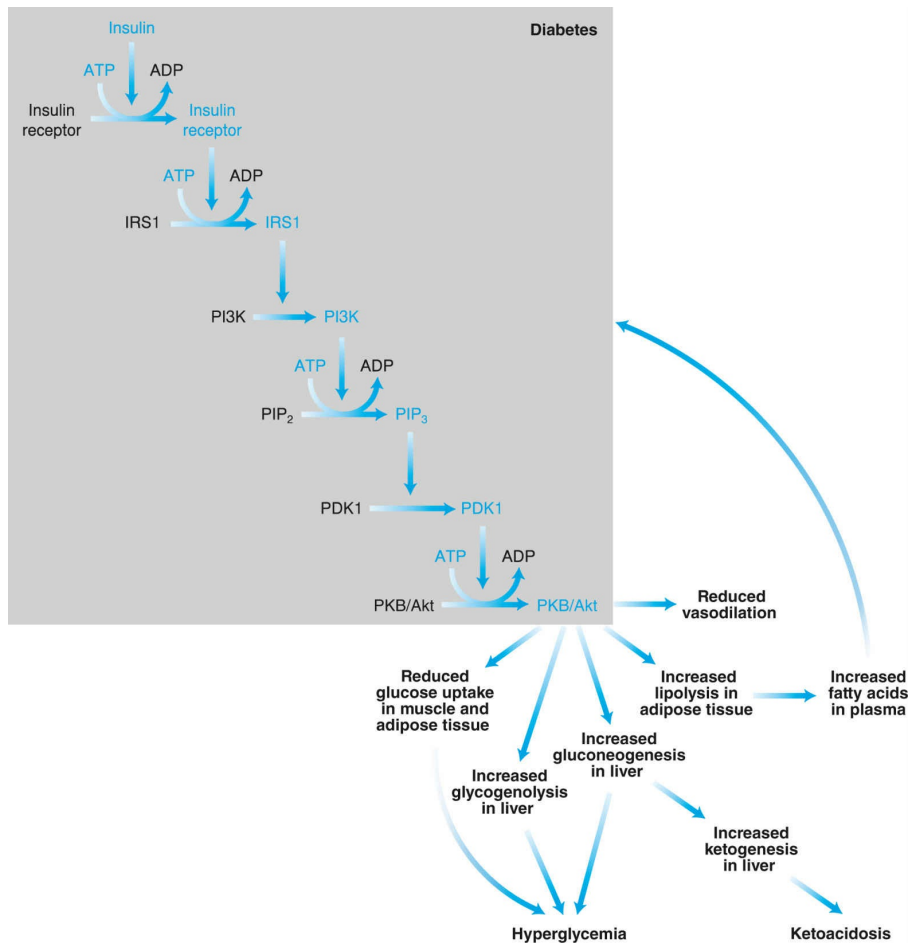 Diabetes
Insulin
ATP
ADP
Insulin
receptor
Insulin
receptor
ATP
ADP
IRS1
IRS1
PI3K
PI3K
ATP
ADP
PIP2
PIP3
PDK1
PDK1
ATP
ADP
PKB/Akt
PKB/Akt
Reduced
vasodilation
Reduced
glucose uptake
in muscle and
adipose tissue
Increased
lipolysis in
adipose tissue
Increased
fatty acids
in plasma
Increased
gluconeogenesis
in liver
Increased
glycogenolysis
in liver
Increased
ketogenesis
in liver
Hyperglycemia
Ketoacidosis